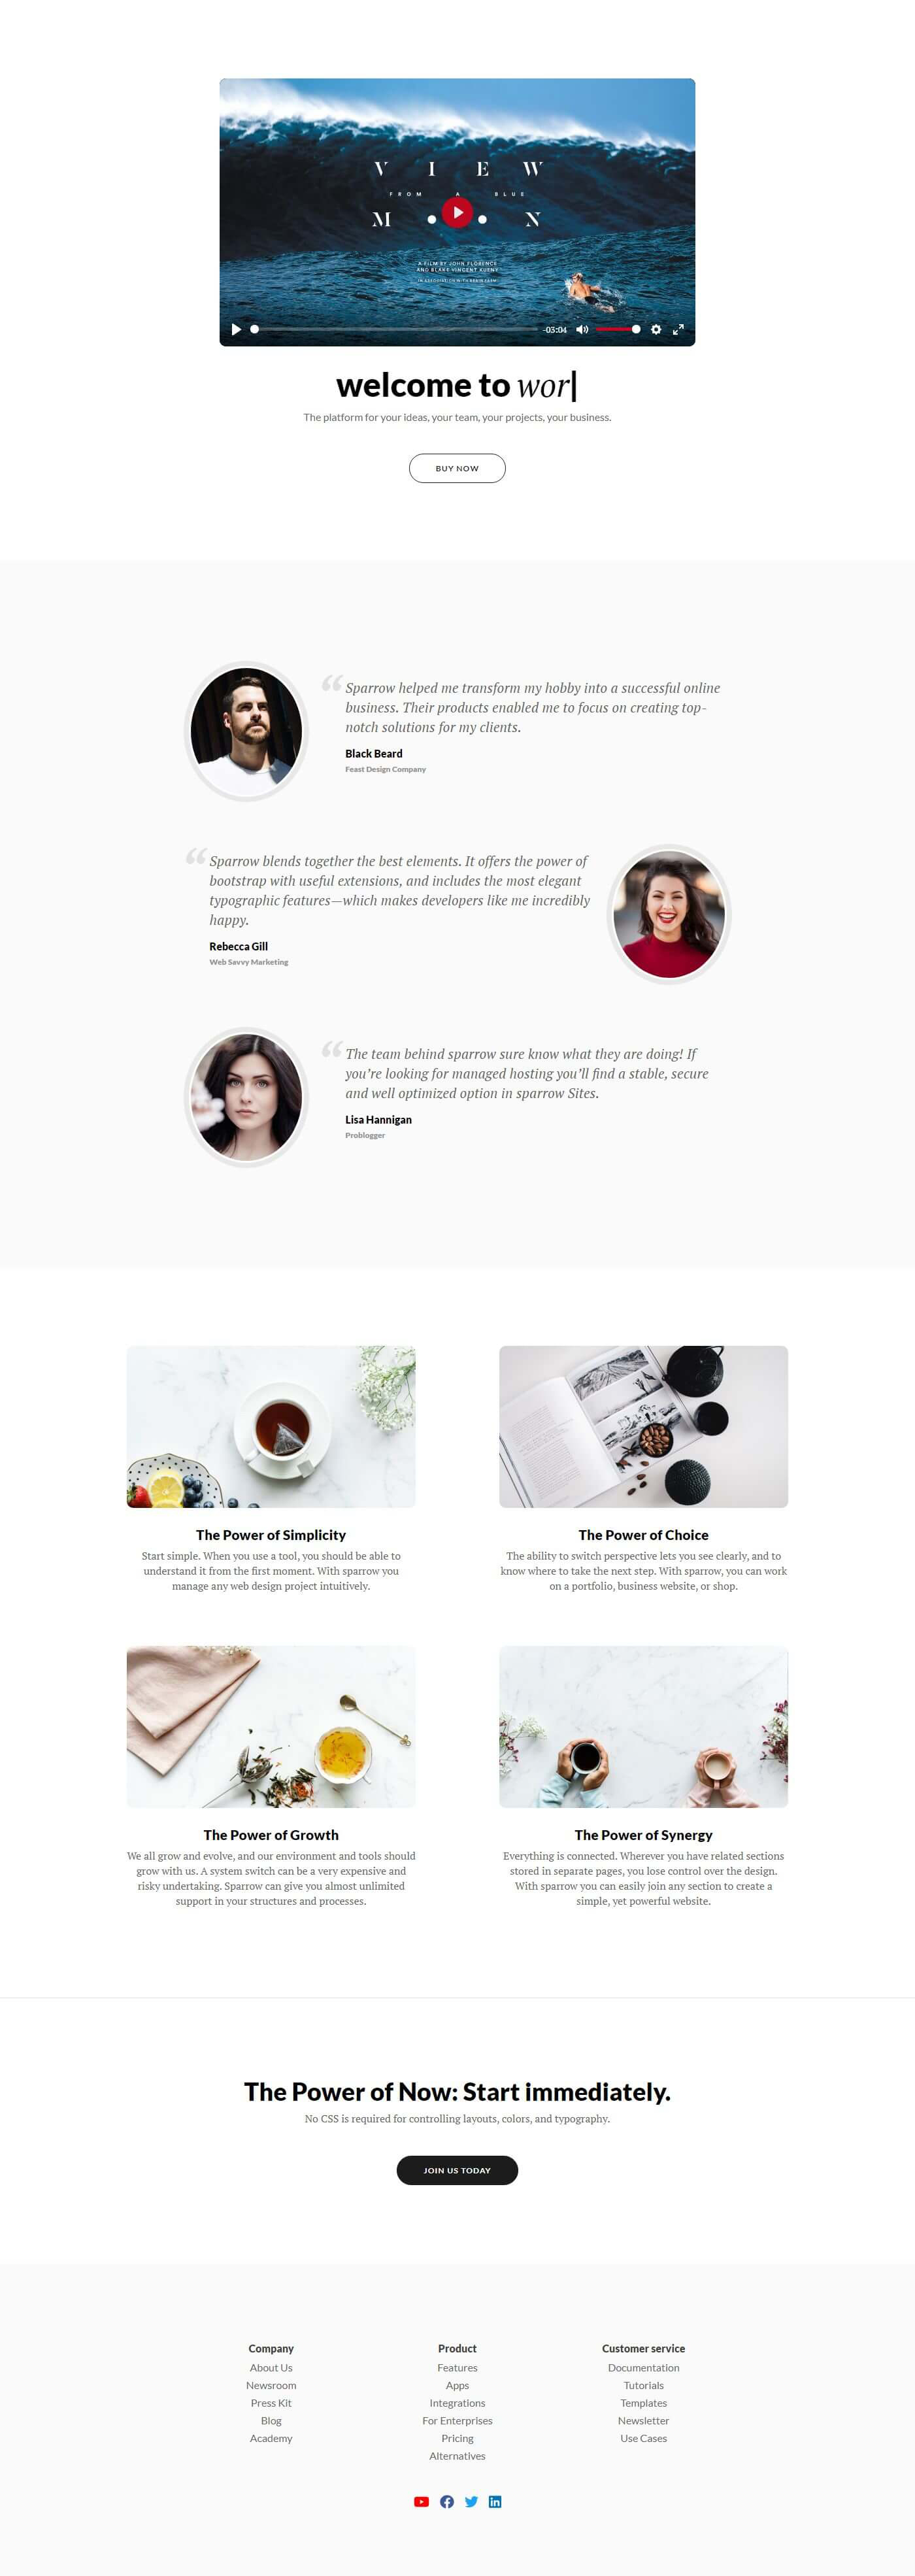 VIEW
FROM A BLUE
MOON
A FILM BY JOHN FLORENCE
AND BLAKE VINCENT KUENY
-03:04
welcome to wor|
The platform for your ideas, your team, your projects, your business.
BUY NOW
“ Sparrow helped me transform my hobby into a successful online
business. Their products enabled me to focus on creating top-
notch solutions for my clients.
Black Beard
Feast Design Company
“ Sparrow blends together the best elements. It offers the power of
bootstrap with useful extensions, and includes the most elegant
typographic features—which makes developers like me incredibly
happy.
Rebecca Gill
Web Savvy Marketing
“ The team behind sparrow sure know what they are doing! If
you’re looking for managed hosting you’ll find a stable, secure
and well optimized option in sparrow Sites.
Lisa Hannigan
Problogger
The Power of Simplicity
Start simple. When you use a tool, you should be able to
understand it from the first moment. With sparrow you
manage any web design project intuitively.
The Power of Choice
The ability to switch perspective lets you see clearly, and to
know where to take the next step. With sparrow, you can work
on a portfolio, business website, or shop.
The Power of Growth
We all grow and evolve, and our environment and tools should
grow with us. A system switch can be a very expensive and
risky undertaking. Sparrow can give you almost unlimited
support in your structures and processes.
The Power of Synergy
Everything is connected. Wherever you have related sections
stored in separate pages, you lose control over the design.
With sparrow you can easily join any section to create a
simple, yet powerful website.
The Power of Now: Start immediately.
No CSS is required for controlling layouts, colors, and typography.
JOIN US TODAY
Company
About Us
Newsroom
Press Kit
Blog
Academy
Product
Features
Apps
Integrations
For Enterprises
Pricing
Alternatives
Customer service
Documentation
Tutorials
Templates
Newsletter
Use Cases